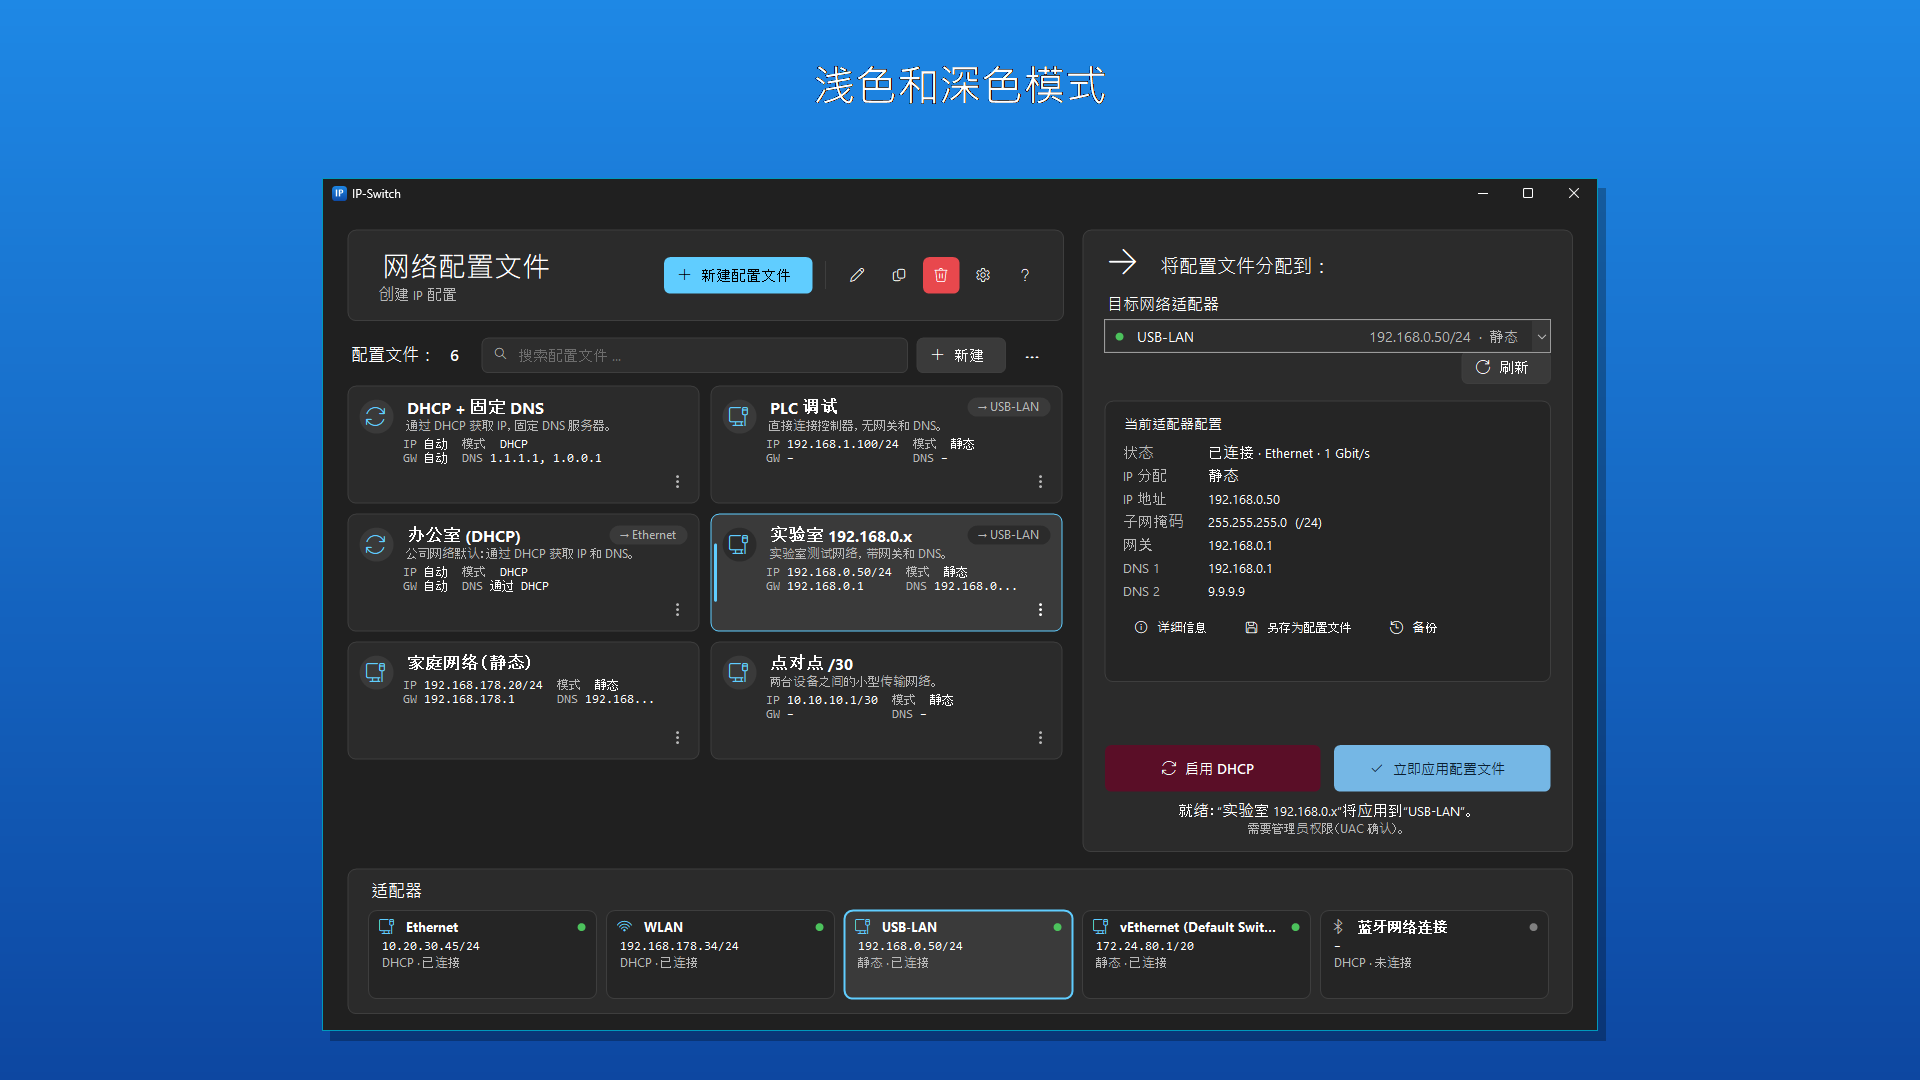 浅色和深色模式
IP IP-Switch
网络配置文件
创建 IP 配置
新建配置文件
?
配置文件： 6
搜索配置文件 ...
新建
...
DHCP + 固定 DNS
通过 DHCP 获取 IP, 固定 DNS 服务器。
IP 自动 模式 DHCP
GW 自动 DNS 1.1.1.1, 1.0.0.1
PLC 调试
→ USB-LAN
直接连接控制器, 无网关和 DNS。
IP 192.168.1.100/24 模式 静态
GW – DNS –
办公室 (DHCP)
→ Ethernet
公司网络默认: 通过 DHCP 获取 IP 和 DNS。
IP 自动 模式 DHCP
GW 自动 DNS 通过 DHCP
实验室 192.168.0.x
→ USB-LAN
实验室测试网络, 带网关和 DNS。
IP 192.168.0.50/24 模式 静态
GW 192.168.0.1 DNS 192.168.0...
家庭网络 (静态)
IP 192.168.178.20/24 模式 静态
GW 192.168.178.1 DNS 192.168...
点对点 /30
两台设备之间的小型传输网络。
IP 10.10.10.1/30 模式 静态
GW – DNS –
将配置文件分配到：
目标网络适配器
USB-LAN 192.168.0.50/24 · 静态
刷新
当前适配器配置
状态 已连接 · Ethernet · 1 Gbit/s
IP 分配 静态
IP 地址 192.168.0.50
子网掩码 255.255.255.0 (/24)
网关 192.168.0.1
DNS 1 192.168.0.1
DNS 2 9.9.9.9
详细信息 另存为配置文件 备份
启用 DHCP
立即应用配置文件
就绪: “实验室 192.168.0.x”将应用到“USB-LAN”。
需要管理员权限 (UAC 确认)。
适配器
Ethernet
10.20.30.45/24
DHCP · 已连接
WLAN
192.168.178.34/24
DHCP · 已连接
USB-LAN
192.168.0.50/24
静态 · 已连接
vEthernet (Default Swit...
172.24.80.1/20
静态 · 已连接
蓝牙网络连接
–
DHCP · 未连接